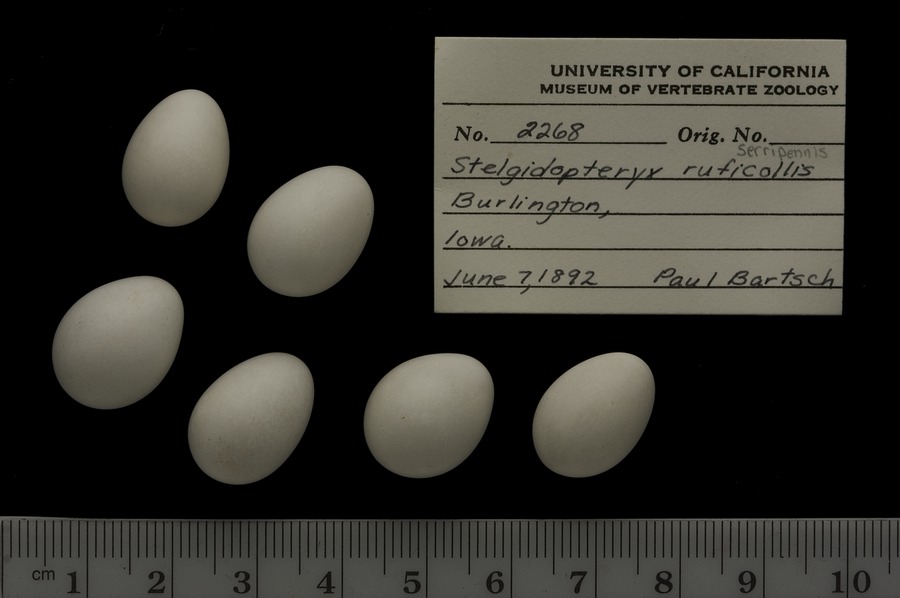 UNIVERSITY OF CALIFORNIA
MUSEUM OF VERTEBRATE ZOOLOGY
No. 2268 Orig. No.
serripennis
Stelgidopteryx ruficollis
Burlington,
Iowa.
June 7, 1892 Paul Bartsch
cm 1 2 3 4 5 6 7 8 9 10